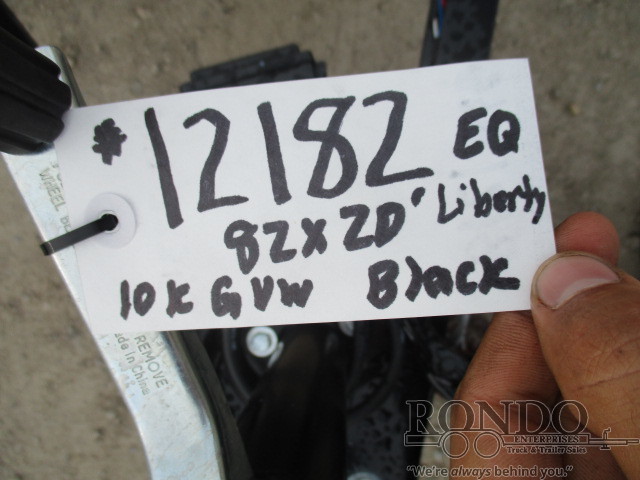 #12182 EQ
82x20' Liberty
10K GVW Black
REMOVE
Made In China
RONDO
ENTERPRISES
Truck & Trailer Sales
"We're always behind you."